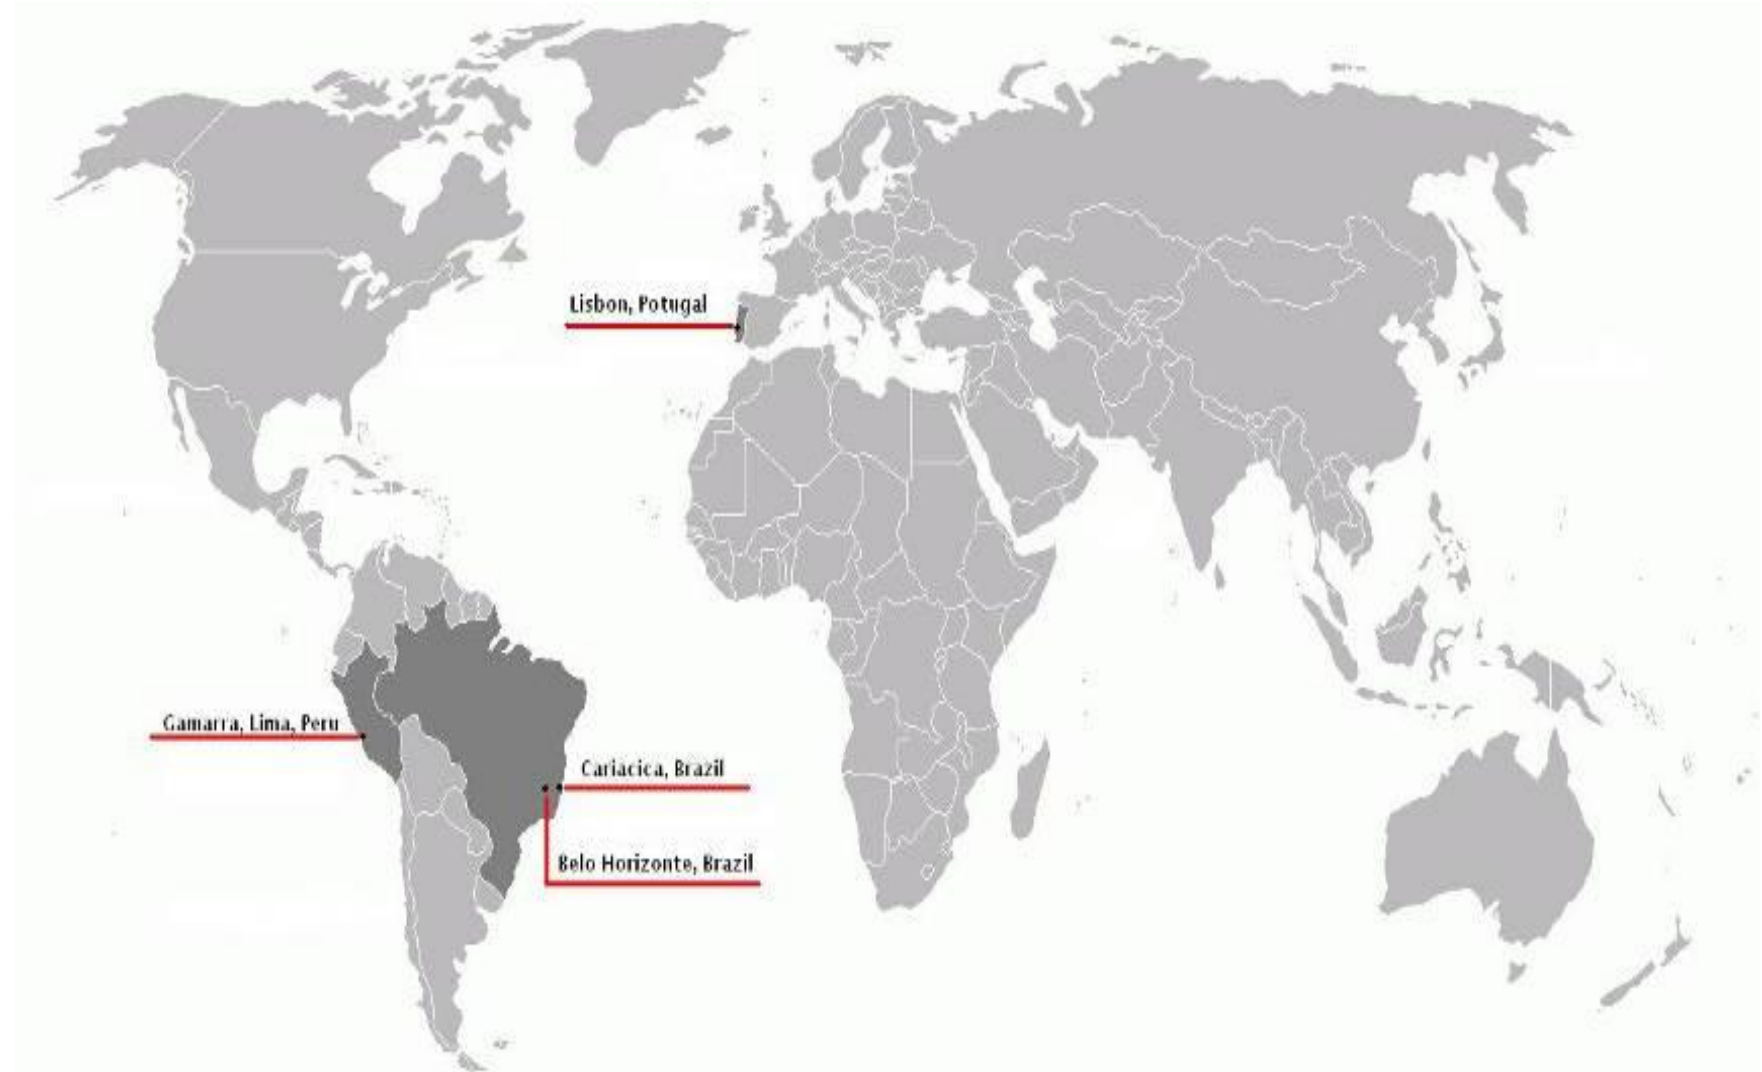 Lisbon, Potugal
Gamarra, Lima, Peru
Cariacica, Brazil
Belo Horizonte, Brazil